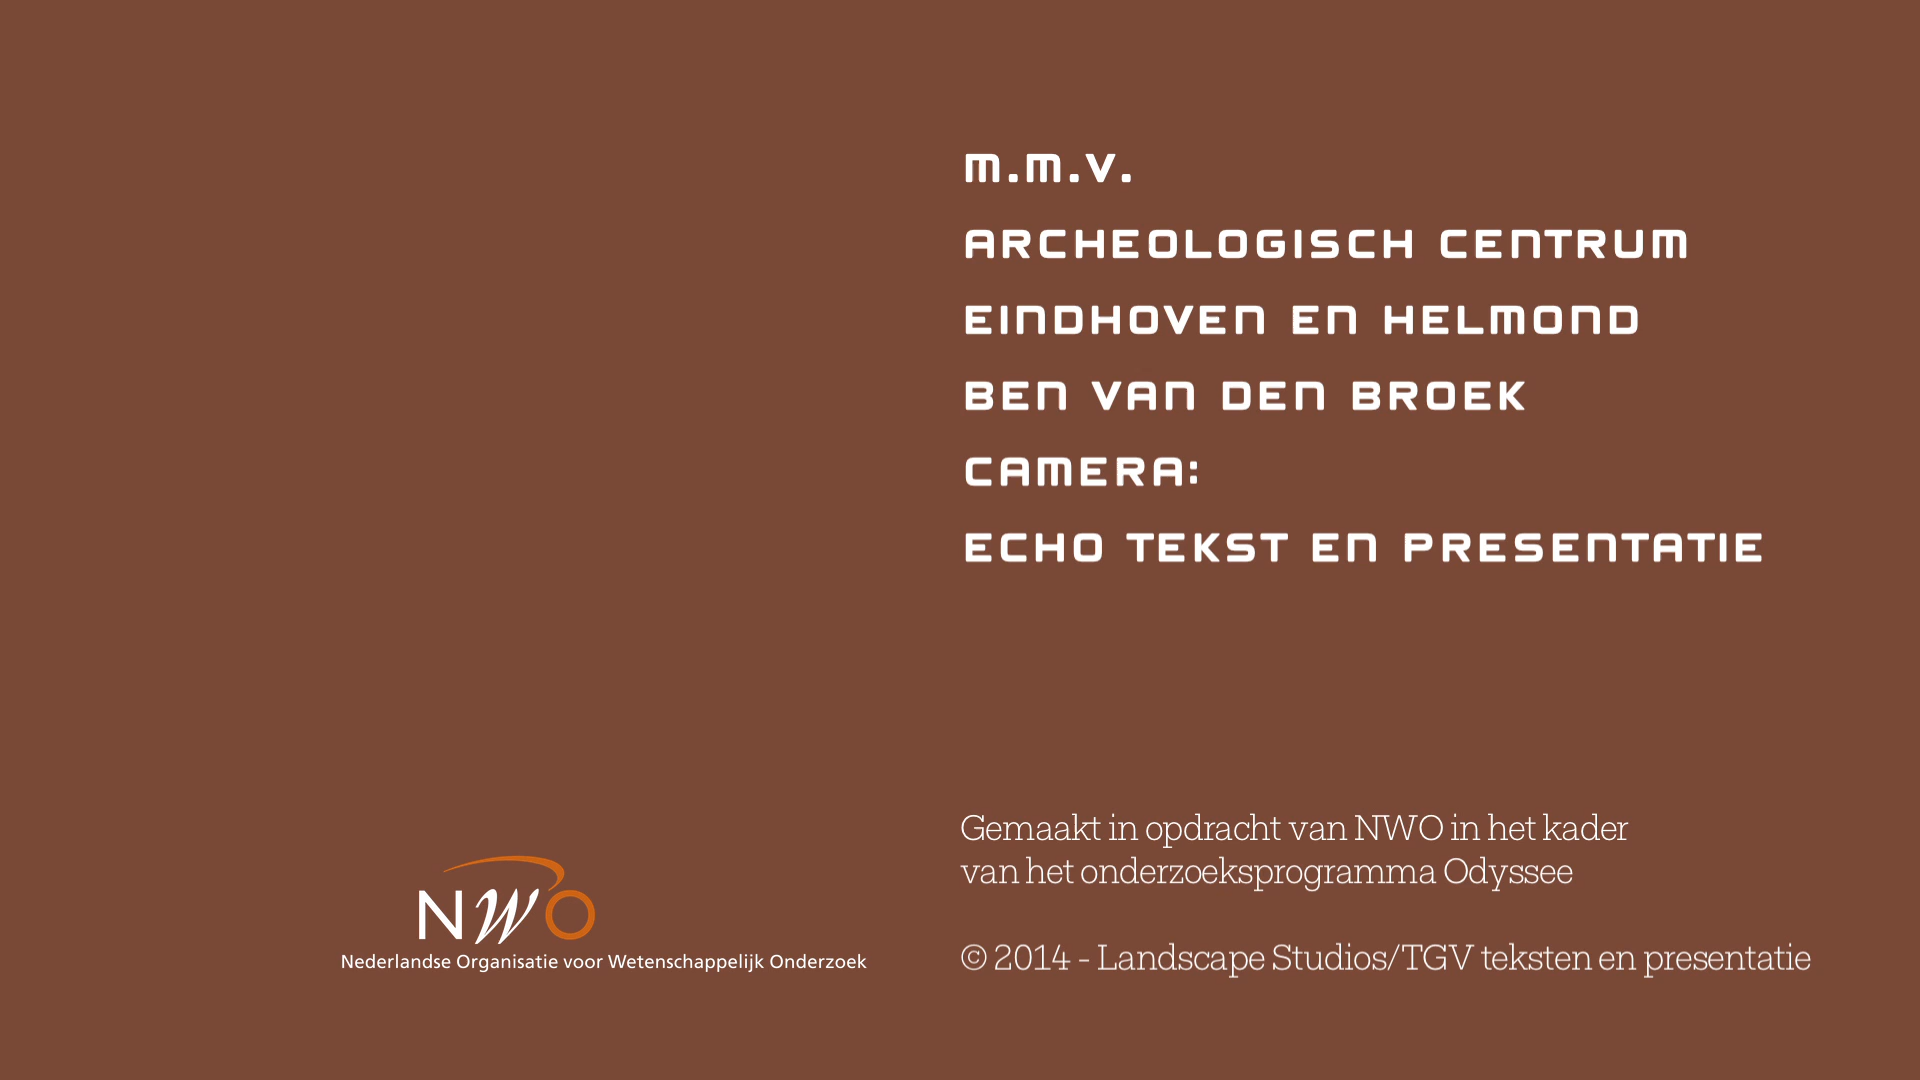 m.m.v.
ARCHEOLOGISCH CENTRUM
EINDHOVEN EN HELMOND
BEN VAN DEN BROEK
CAMERA:
ECHO TEKST EN PRESENTATIE
Gemaakt in opdracht van NWO in het kader
van het onderzoeksprogramma Odyssee
© 2014 - Landscape Studios/TGV teksten en presentatie
NWO
Nederlandse Organisatie voor Wetenschappelijk Onderzoek